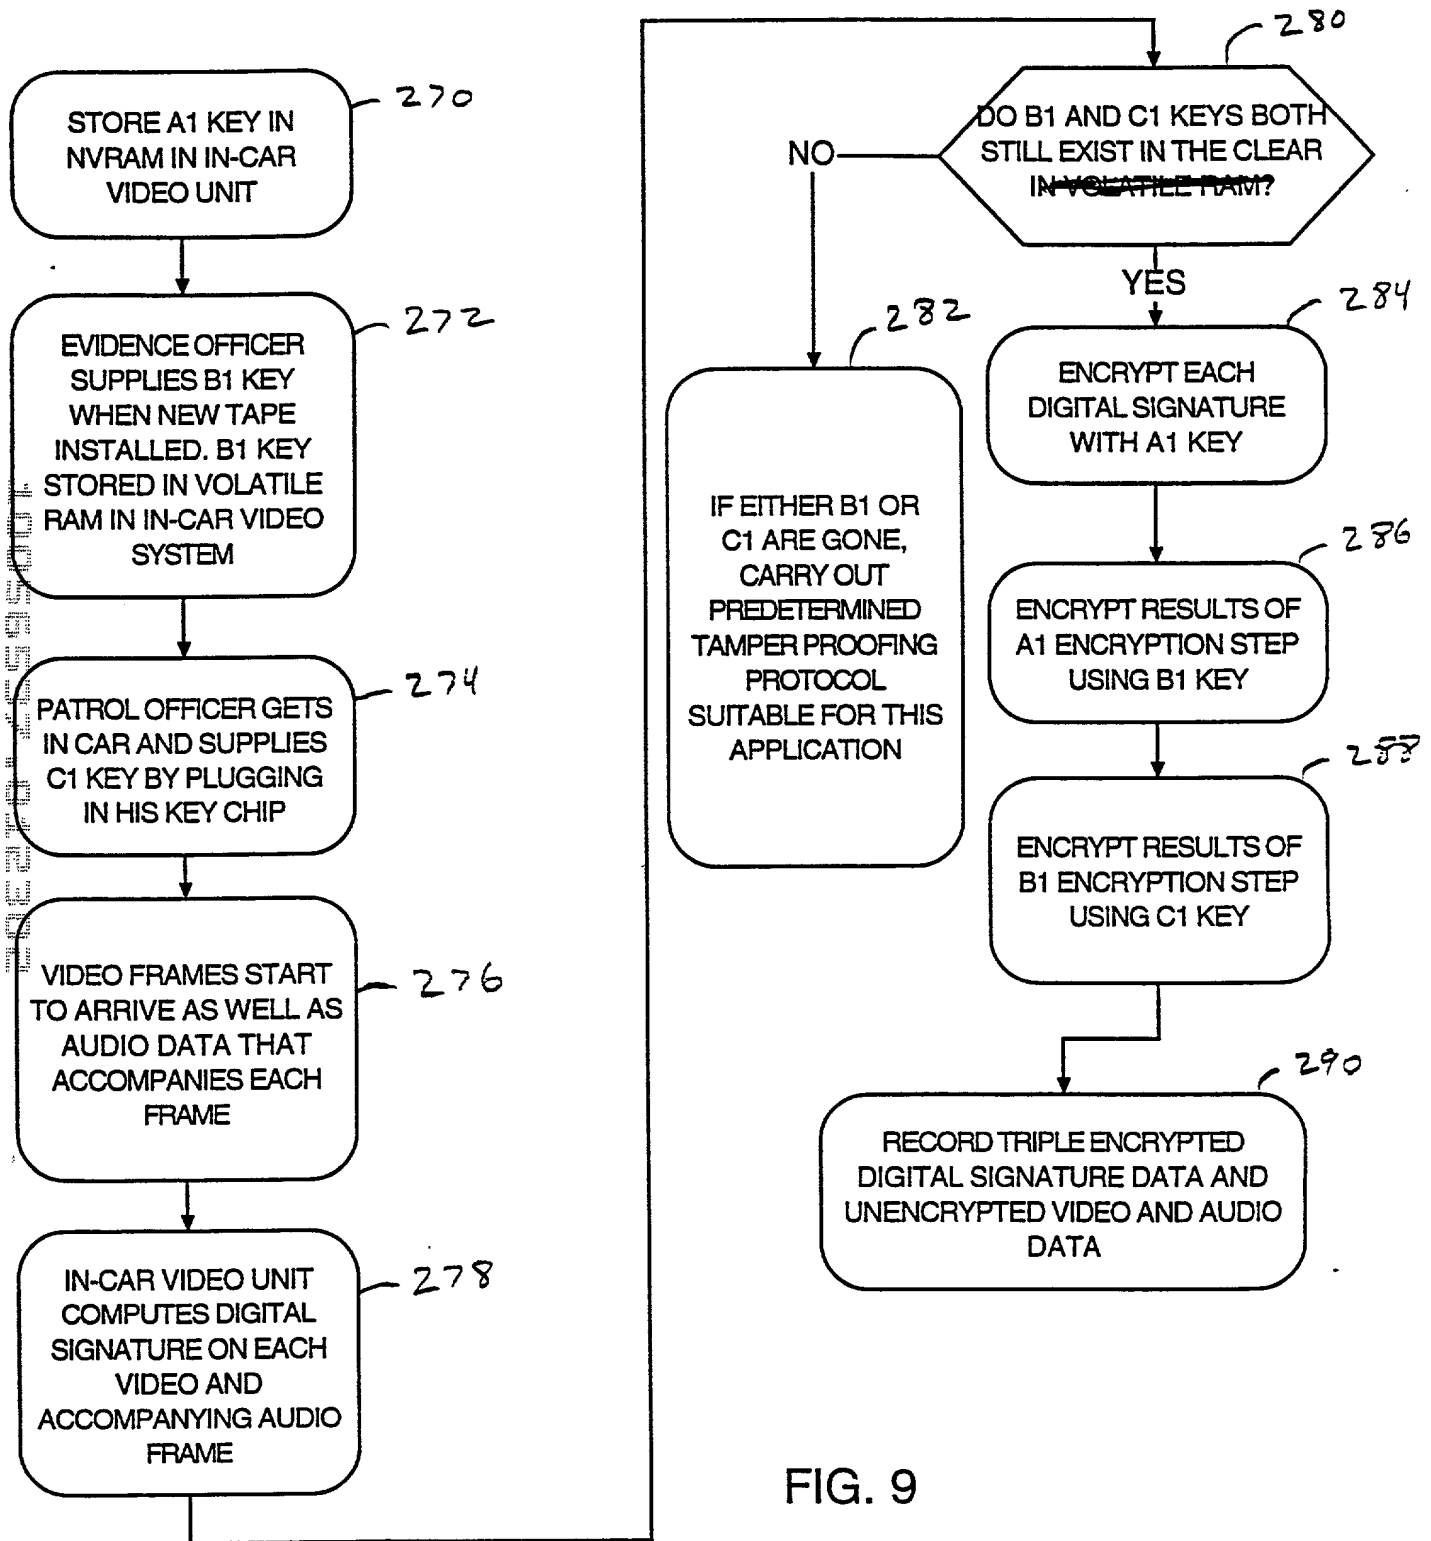 270
STORE A1 KEY IN
NVRAM IN IN-CAR
VIDEO UNIT
272
EVIDENCE OFFICER
SUPPLIES B1 KEY
WHEN NEW TAPE
INSTALLED. B1 KEY
STORED IN VOLATILE
RAM IN IN-CAR VIDEO
SYSTEM
274
PATROL OFFICER GETS
IN CAR AND SUPPLIES
C1 KEY BY PLUGGING
IN HIS KEY CHIP
276
VIDEO FRAMES START
TO ARRIVE AS WELL AS
AUDIO DATA THAT
ACCOMPANIES EACH
FRAME
278
IN-CAR VIDEO UNIT
COMPUTES DIGITAL
SIGNATURE ON EACH
VIDEO AND
ACCOMPANYING AUDIO
FRAME
280
DO B1 AND C1 KEYS BOTH
STILL EXIST IN THE CLEAR
IN VOLATILE RAM?
NO
YES
282
IF EITHER B1 OR
C1 ARE GONE,
CARRY OUT
PREDETERMINED
TAMPER PROOFING
PROTOCOL
SUITABLE FOR THIS
APPLICATION
284
ENCRYPT EACH
DIGITAL SIGNATURE
WITH A1 KEY
286
ENCRYPT RESULTS OF
A1 ENCRYPTION STEP
USING B1 KEY
288
ENCRYPT RESULTS OF
B1 ENCRYPTION STEP
USING C1 KEY
290
RECORD TRIPLE ENCRYPTED
DIGITAL SIGNATURE DATA AND
UNENCRYPTED VIDEO AND AUDIO
DATA
FIG. 9